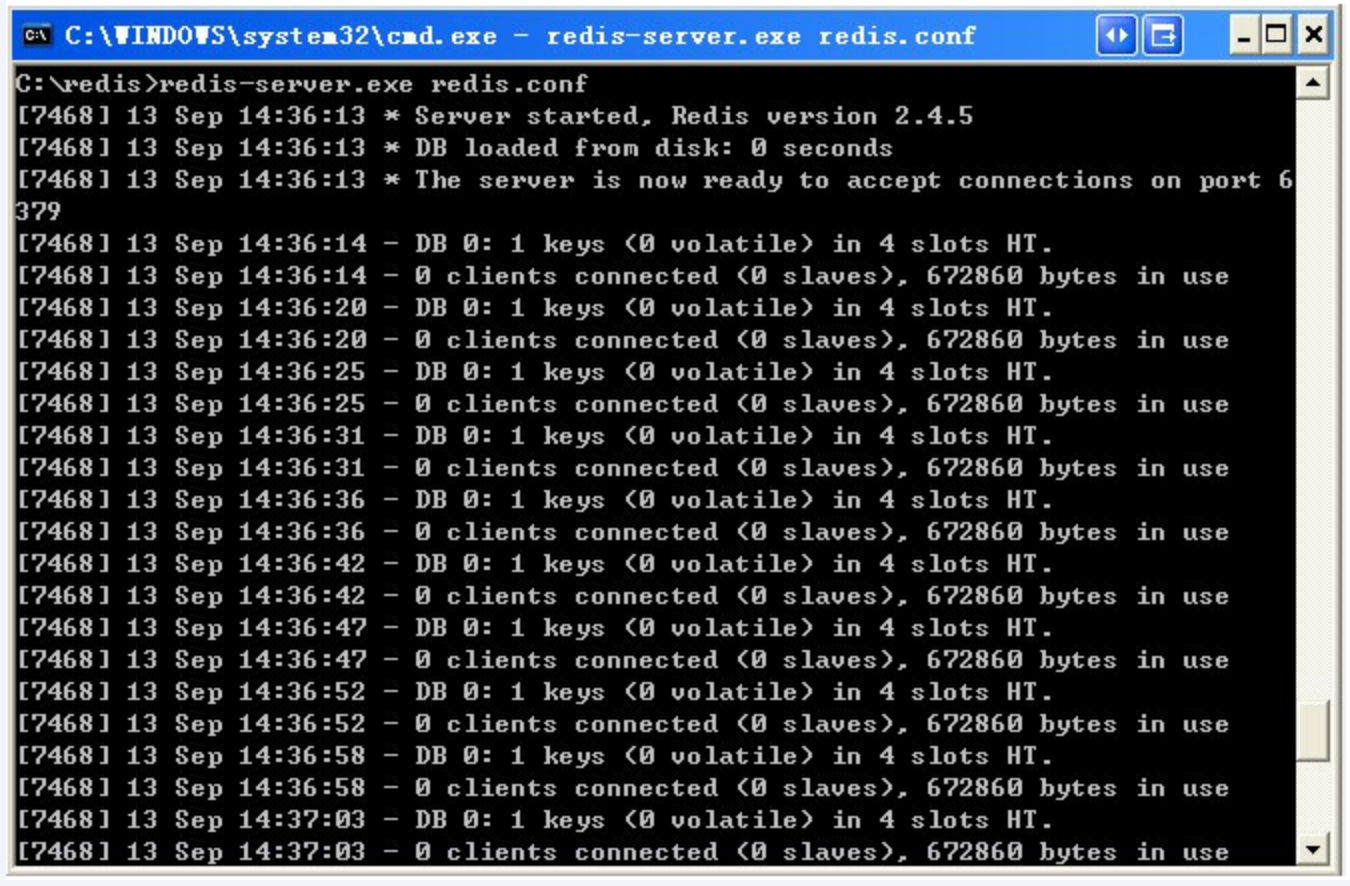 C:\WINDOWS\system32\cmd.exe - redis-server.exe redis.conf
C:\redis>redis-server.exe redis.conf
[7468] 13 Sep 14:36:13 * Server started, Redis version 2.4.5
[7468] 13 Sep 14:36:13 * DB loaded from disk: 0 seconds
[7468] 13 Sep 14:36:13 * The server is now ready to accept connections on port 6
379
[7468] 13 Sep 14:36:14 - DB 0: 1 keys (0 volatile) in 4 slots HT.
[7468] 13 Sep 14:36:14 - 0 clients connected (0 slaves), 672860 bytes in use
[7468] 13 Sep 14:36:20 - DB 0: 1 keys (0 volatile) in 4 slots HT.
[7468] 13 Sep 14:36:20 - 0 clients connected (0 slaves), 672860 bytes in use
[7468] 13 Sep 14:36:25 - DB 0: 1 keys (0 volatile) in 4 slots HT.
[7468] 13 Sep 14:36:25 - 0 clients connected (0 slaves), 672860 bytes in use
[7468] 13 Sep 14:36:31 - DB 0: 1 keys (0 volatile) in 4 slots HT.
[7468] 13 Sep 14:36:31 - 0 clients connected (0 slaves), 672860 bytes in use
[7468] 13 Sep 14:36:36 - DB 0: 1 keys (0 volatile) in 4 slots HT.
[7468] 13 Sep 14:36:36 - 0 clients connected (0 slaves), 672860 bytes in use
[7468] 13 Sep 14:36:42 - DB 0: 1 keys (0 volatile) in 4 slots HT.
[7468] 13 Sep 14:36:42 - 0 clients connected (0 slaves), 672860 bytes in use
[7468] 13 Sep 14:36:47 - DB 0: 1 keys (0 volatile) in 4 slots HT.
[7468] 13 Sep 14:36:47 - 0 clients connected (0 slaves), 672860 bytes in use
[7468] 13 Sep 14:36:52 - DB 0: 1 keys (0 volatile) in 4 slots HT.
[7468] 13 Sep 14:36:52 - 0 clients connected (0 slaves), 672860 bytes in use
[7468] 13 Sep 14:36:58 - DB 0: 1 keys (0 volatile) in 4 slots HT.
[7468] 13 Sep 14:36:58 - 0 clients connected (0 slaves), 672860 bytes in use
[7468] 13 Sep 14:37:03 - DB 0: 1 keys (0 volatile) in 4 slots HT.
[7468] 13 Sep 14:37:03 - 0 clients connected (0 slaves), 672860 bytes in use